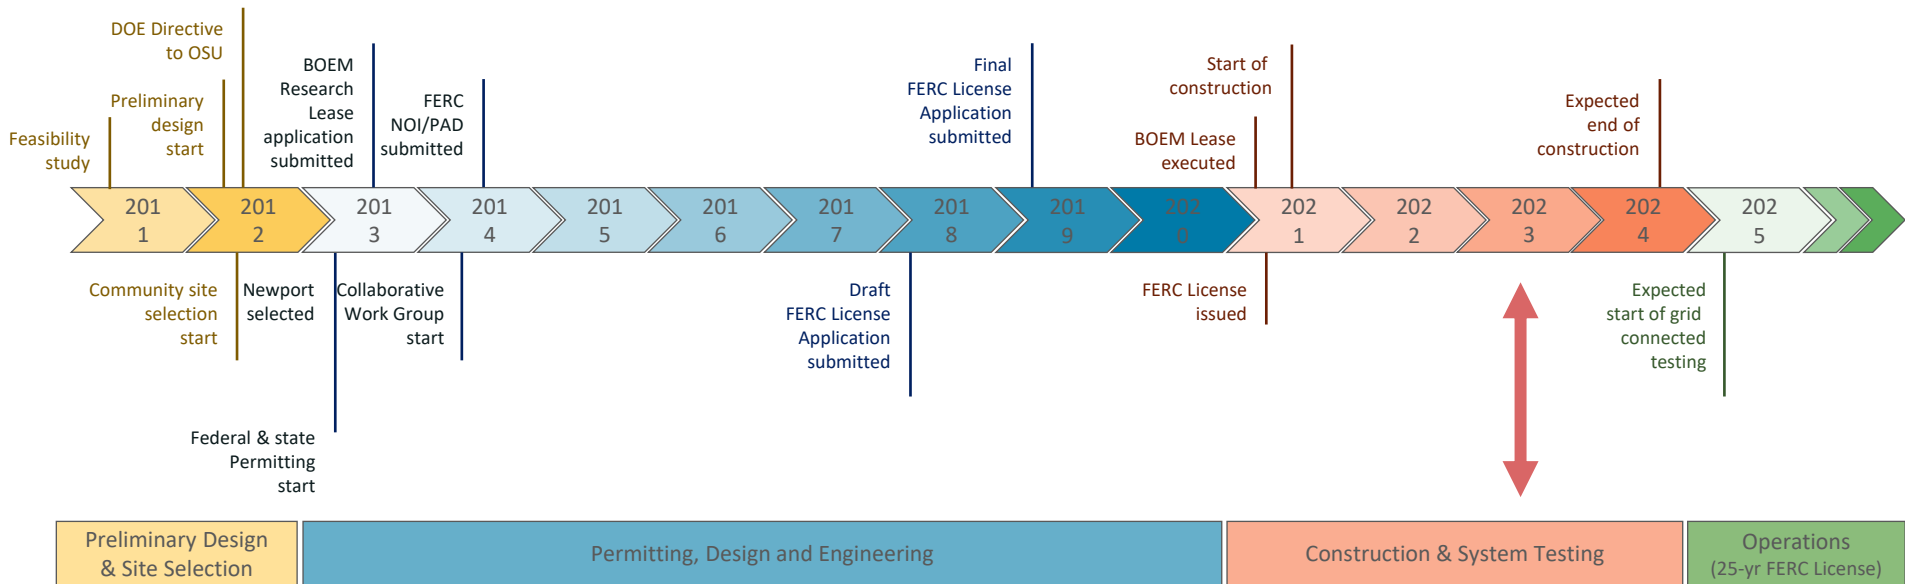 DOE Directive
to OSU
Preliminary
design
start
Feasibility
study
BOEM
Research
Lease
application
submitted
FERC
NOI/PAD
submitted
Final
FERC License
Application
submitted
Start of
construction
BOEM Lease
executed
Expected
end of
construction
201
1
201
2
201
3
201
4
201
5
201
6
201
7
201
8
201
9
202
0
202
1
202
2
202
3
202
4
202
5
Community site
selection
start
Newport
selected
Collaborative
Work Group
start
Federal & state
Permitting
start
Draft
FERC License
Application
submitted
FERC License
issued
Expected
start of grid
connected
testing
Preliminary Design
& Site Selection
Permitting, Design and Engineering
Construction & System Testing
Operations
(25-yr FERC License)